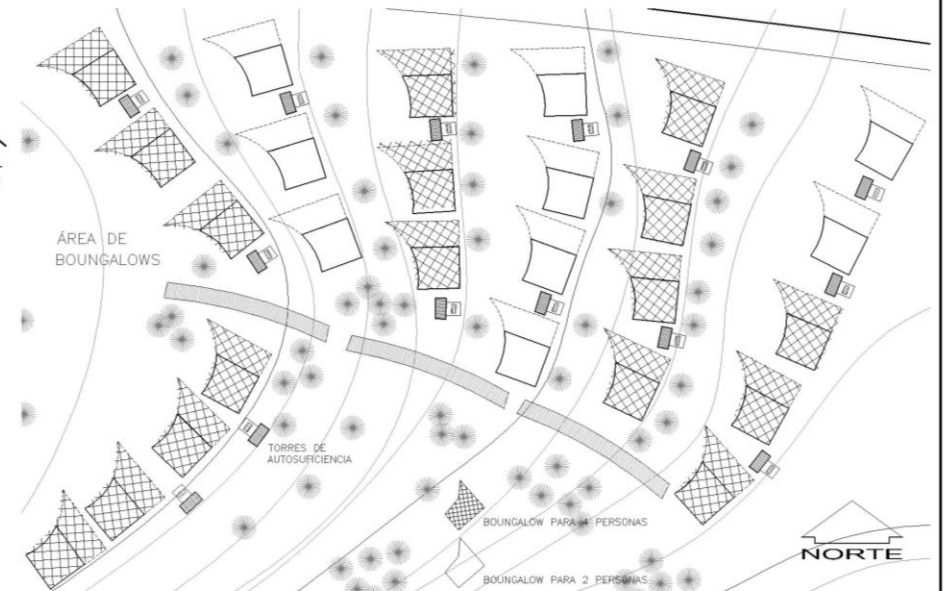 ÁREA DE
BOUNGALOWS
TORRES DE
AUTOSUFICIENCIA
BOUNGALOW PARA 4 PERSONAS
BOUNGALOW PARA 2 PERSONAS
NORTE